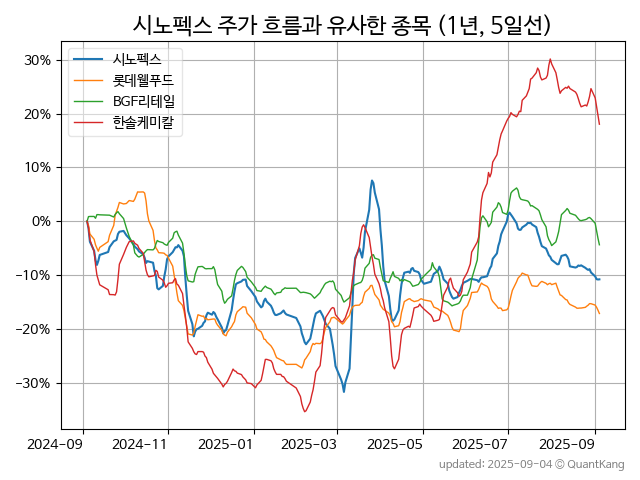 시노펙스 주가 흐름과 유사한 종목 (1년, 5일선)
30%
20%
10%
0%
−10%
−20%
−30%
시노펙스
롯데웰푸드
BGF리테일
한솔케미칼
2024-09
2024-11
2025-01
2025-03
2025-05
2025-07
2025-09
updated: 2025-09-04 © QuantKang